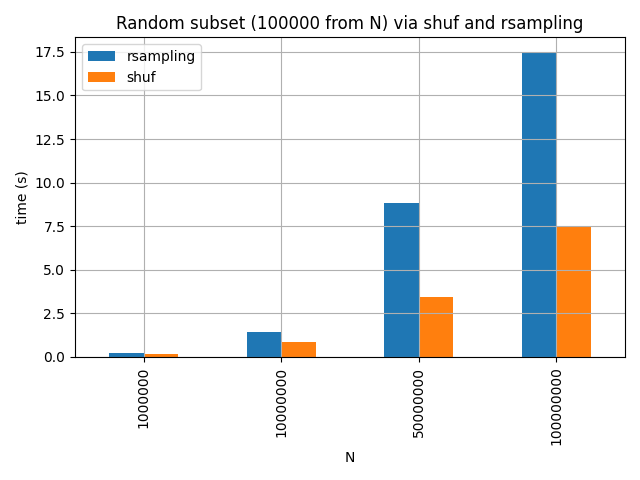 Random subset (100000 from N) via shuf and rsampling
rsampling
shuf
17.5
15.0
12.5
10.0
7.5
5.0
2.5
0.0
time (s)
1000000
10000000
50000000
100000000
N